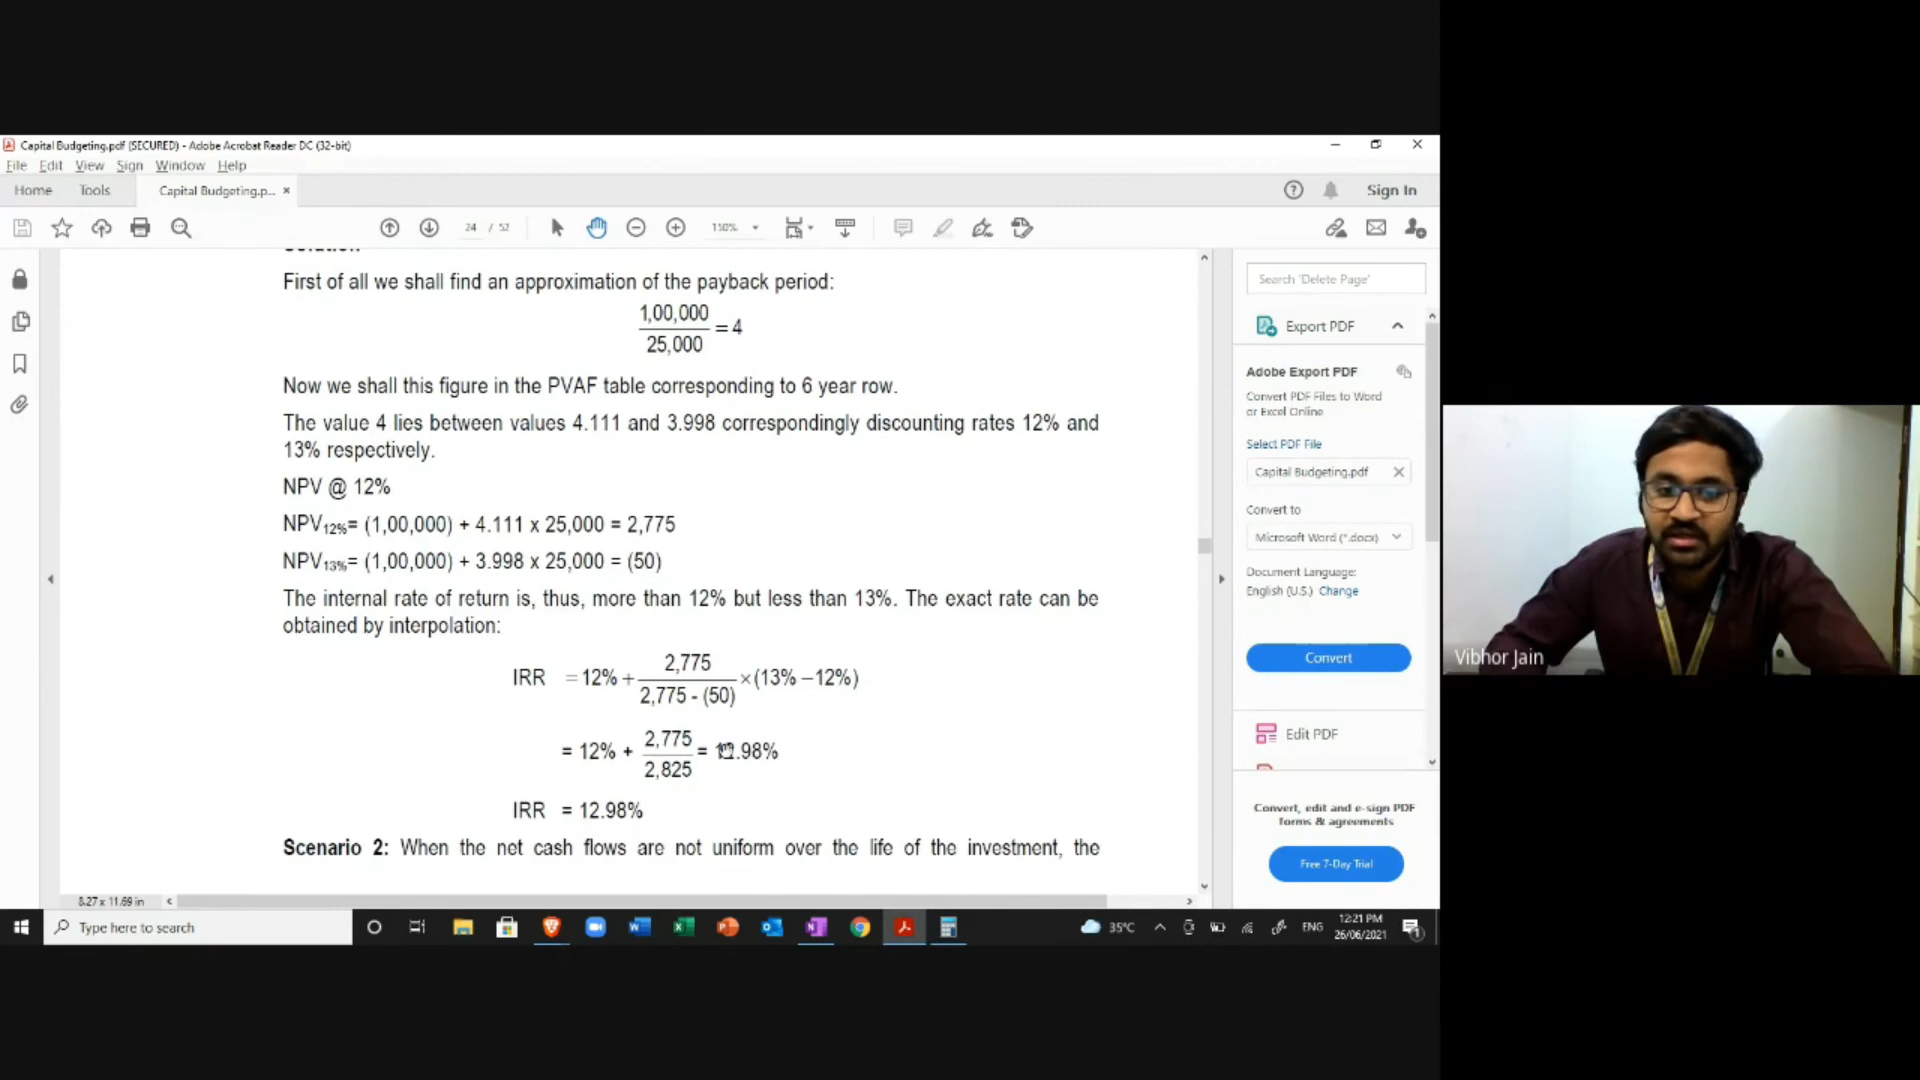 Capital Budgeting.pdf (SECURED) - Adobe Acrobat Reader DC (32-bit)
File Edit View Sign Window Help
Home Tools Capital Budgeting.p... × Sign In
24 / 52 150%
First of all we shall find an approximation of the payback period:
1,00,000
25,000
= 4
Now we shall this figure in the PVAF table corresponding to 6 year row.
The value 4 lies between values 4.111 and 3.998 correspondingly discounting rates 12% and
13% respectively.
NPV @ 12%
NPV12%= (1,00,000) + 4.111 x 25,000 = 2,775
NPV13%= (1,00,000) + 3.998 x 25,000 = (50)
The internal rate of return is, thus, more than 12% but less than 13%. The exact rate can be
obtained by interpolation:
IRR = 12% + 2,775 / 2,775 - (50) × (13% – 12%)
= 12% + 2,775 / 2,825 = 12.98%
IRR = 12.98%
Scenario 2: When the net cash flows are not uniform over the life of the investment, the
8.27 x 11.69 in
Search 'Delete Page'
Export PDF
Adobe Export PDF
Convert PDF Files to Word
or Excel Online
Select PDF File
Capital Budgeting.pdf
Convert to
Microsoft Word (*.docx)
Document Language:
English (U.S.) Change
Convert
Edit PDF
Convert, edit and e-sign PDF
forms & agreements
Free 7-Day Trial
Vibhor Jain
Type here to search
35°C
ENG
12:21 PM
26/06/2021
1